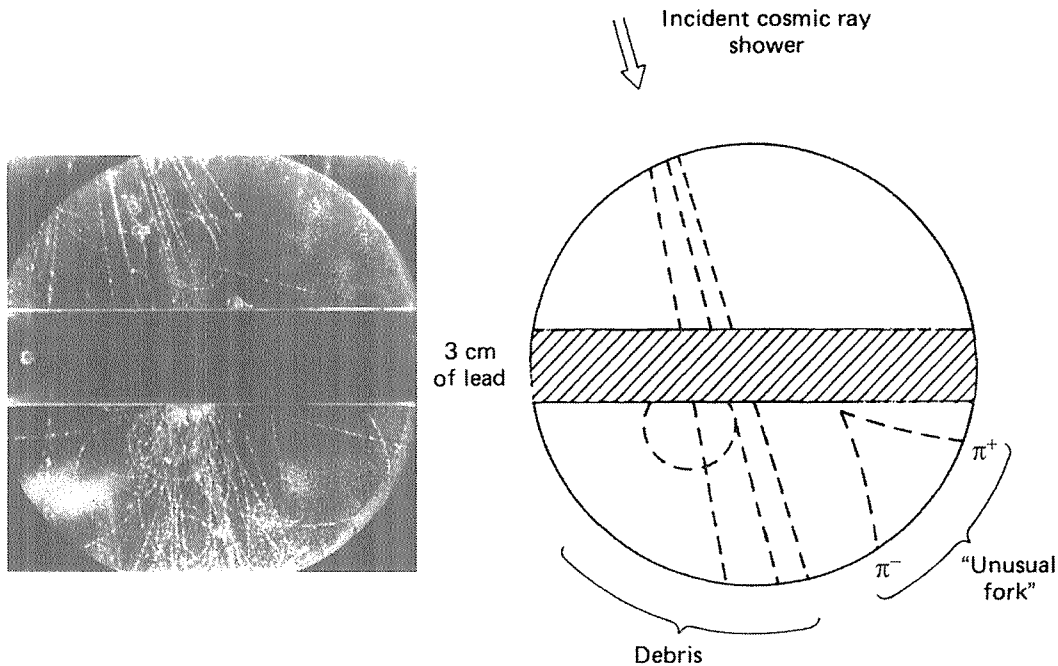 Incident cosmic ray
shower
3 cm
of lead
π⁺
π⁻
“Unusual
fork”
Debris